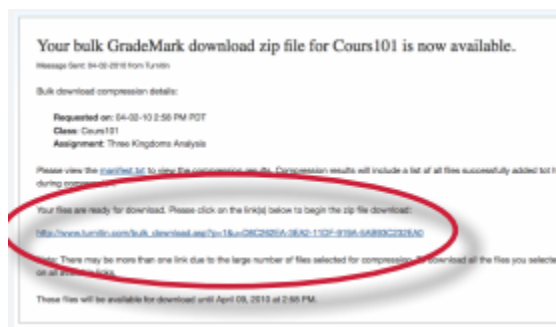 Your bulk GradeMark download zip file for Cours101 is now available.
Message Sent: 04-02-2010 from Turnitin
Bulk download compression details:
Requested on: 04-02-10 2:58 PM PDT
Class: Cours101
Assignment: Three Kingdoms Analysis
Please view the manifest.txt to view the compression results. Compression results will include a list of all files successfully added tot
during
Your files are ready for download. Please click on the link(s) below to begin the zip file download:
Note: There may be more than one link due to the large number of files selected for compression. To download all the files you selecte
on all available links.
These files will be available for download until April 09, 2010 at 2:58 PM.